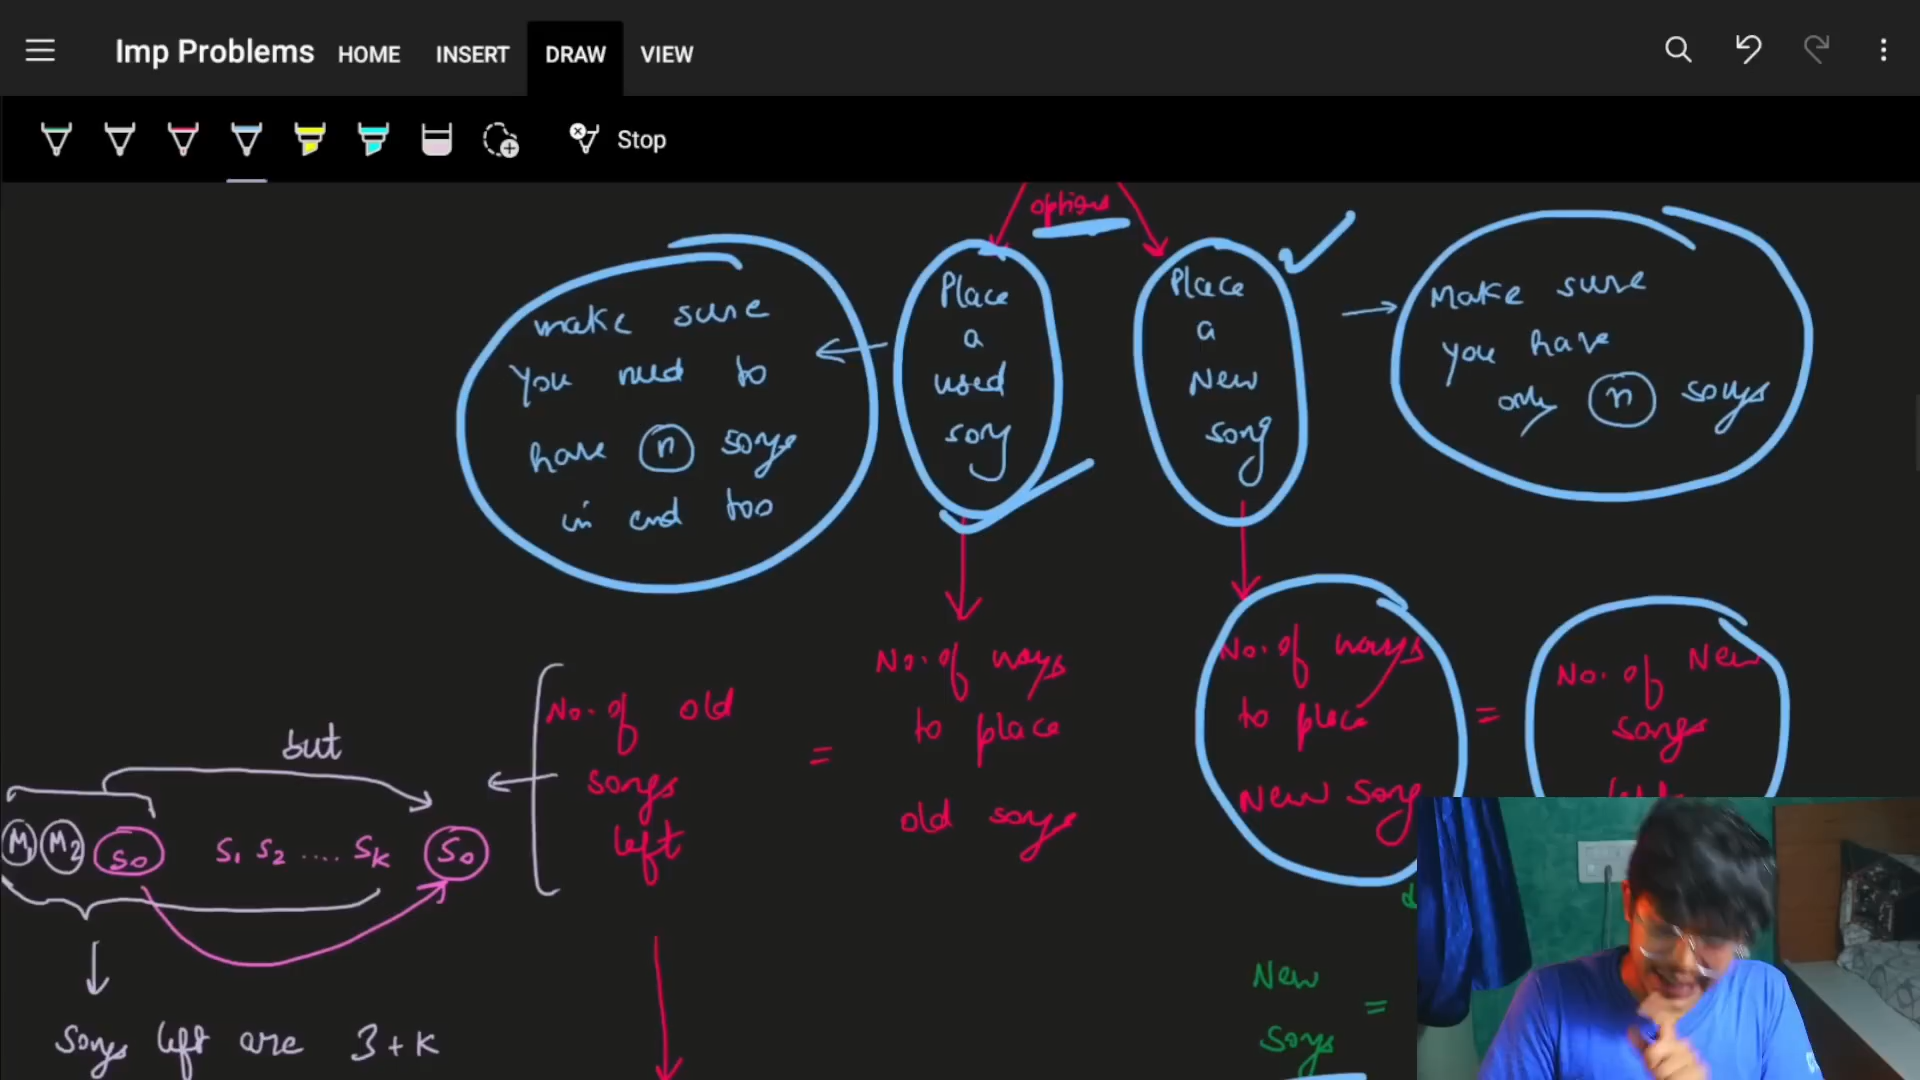 Imp Problems HOME INSERT DRAW VIEW
Stop
options
make sure
you need to
have n songs
in end too
Place
a
used
song
Place
a
New
song
Make sure
you have
only n songs
No. of old
songs
left
=
No. of ways
to place
old songs
No. of ways
to place
New song
=
No. of New
songs
but
M1 M2 S0 S1 S2 .... SK S0
Songs left are 3+K
New
Songs
=